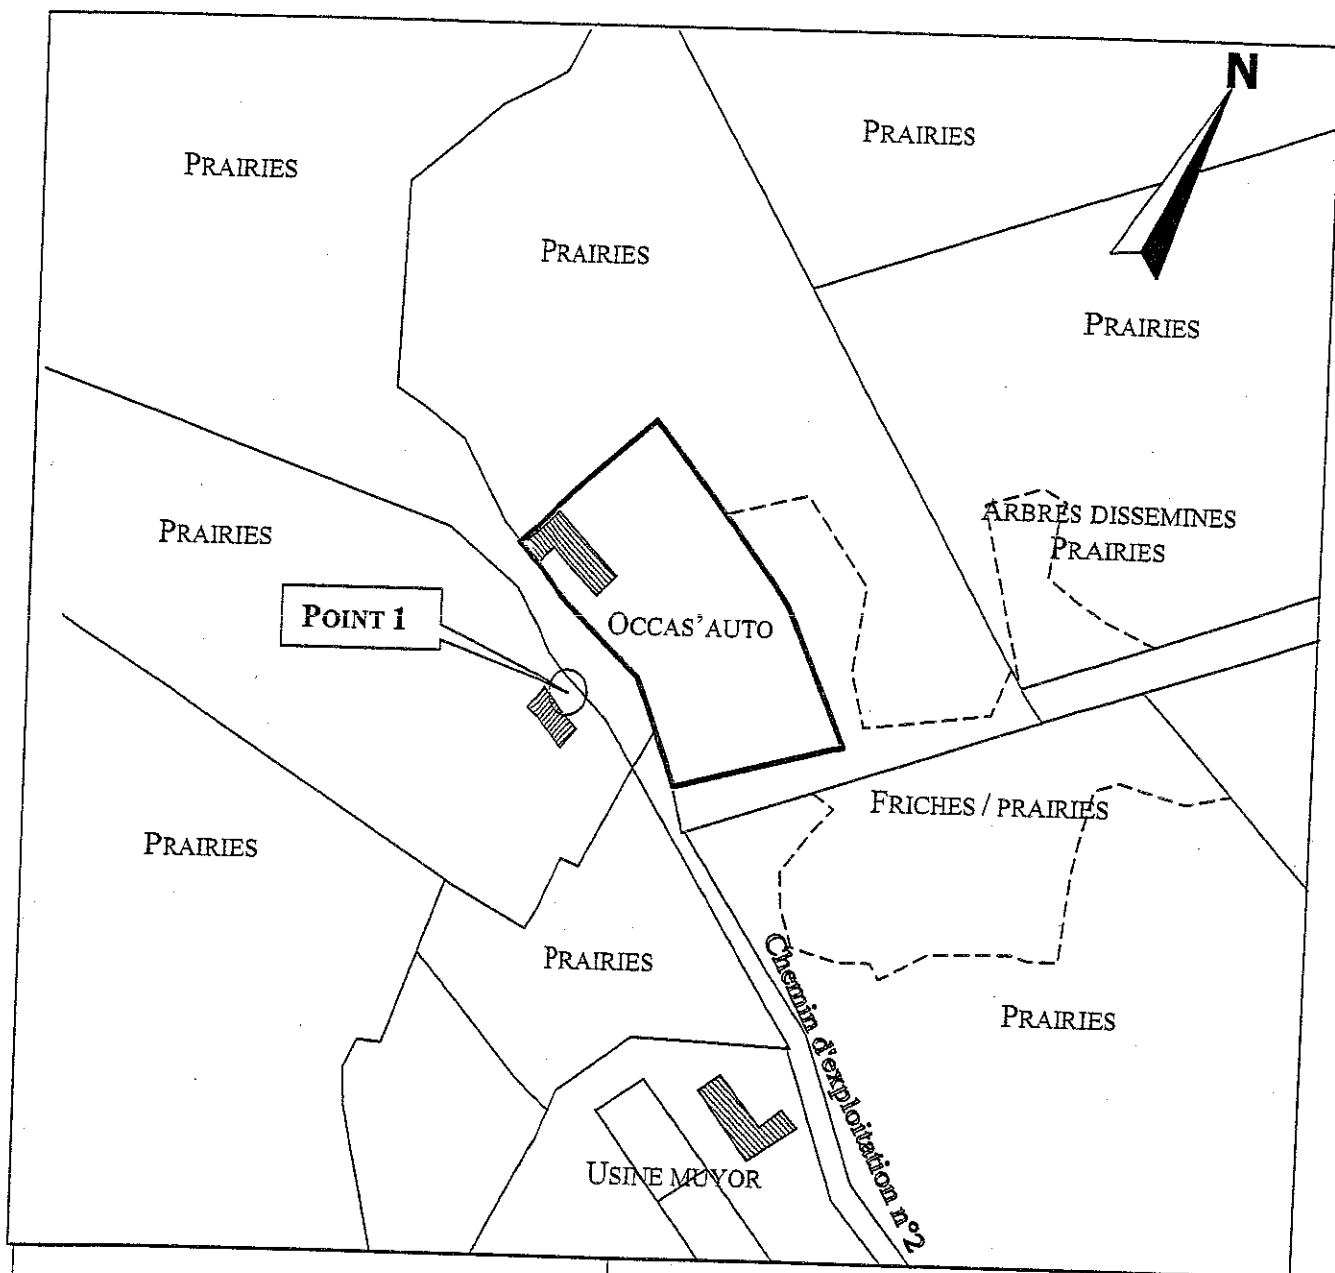 N
PRAIRIES
PRAIRIES
PRAIRIES
PRAIRIES
ARBRES DISSEMINES
PRAIRIES
PRAIRIES
POINT 1
OCCAS'AUTO
FRICHES / PRAIRIES
PRAIRIES
PRAIRIES
PRAIRIES
Chemin d'exploitation n°2
USINE MUYOR